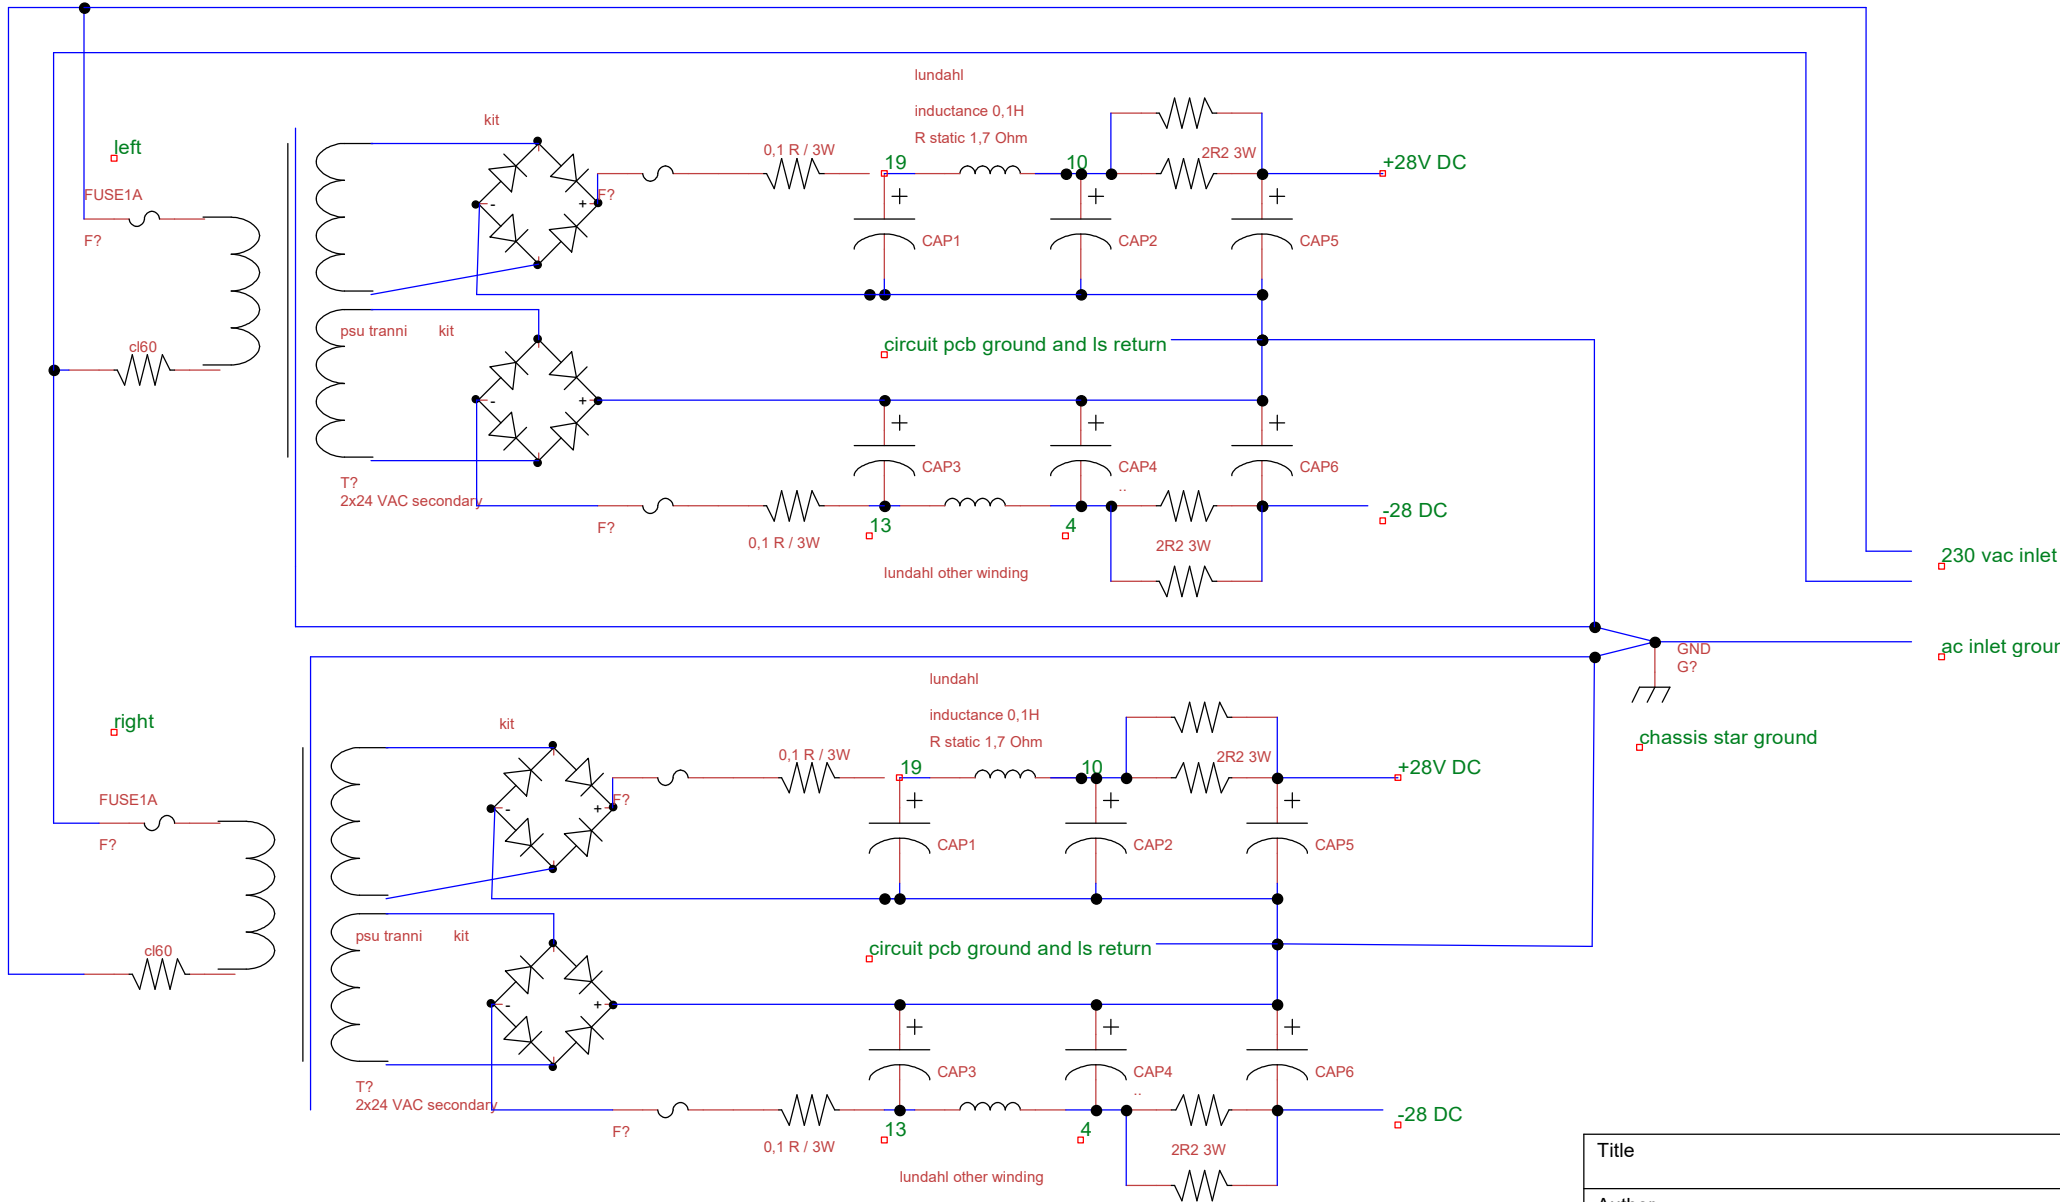 lundahl
inductance 0,1H
R static 1,7 Ohm
kit
left
0,1 R / 3W
19
10
2R2 3W
+28V DC
FUSE1A
F?
F?
+
+
+
-
+
CAP1
CAP2
CAP5
psu tranni
kit
cl60
circuit pcb ground and ls return
-
+
+
+
+
CAP3
CAP4
CAP6
T?
2x24 VAC secondary
..
F?
13
4
-28 DC
0,1 R / 3W
2R2 3W
lundahl other winding
230 vac inlet
ac inlet grour
GND
G?
chassis star ground
lundahl
inductance 0,1H
R static 1,7 Ohm
right
kit
0,1 R / 3W
19
10
2R2 3W
+28V DC
FUSE1A
F?
F?
+
+
+
-
+
CAP1
CAP2
CAP5
psu tranni
kit
cl60
circuit pcb ground and ls return
-
+
+
+
+
CAP3
CAP4
CAP6
T?
2x24 VAC secondary
..
F?
13
4
-28 DC
0,1 R / 3W
2R2 3W
lundahl other winding
Title